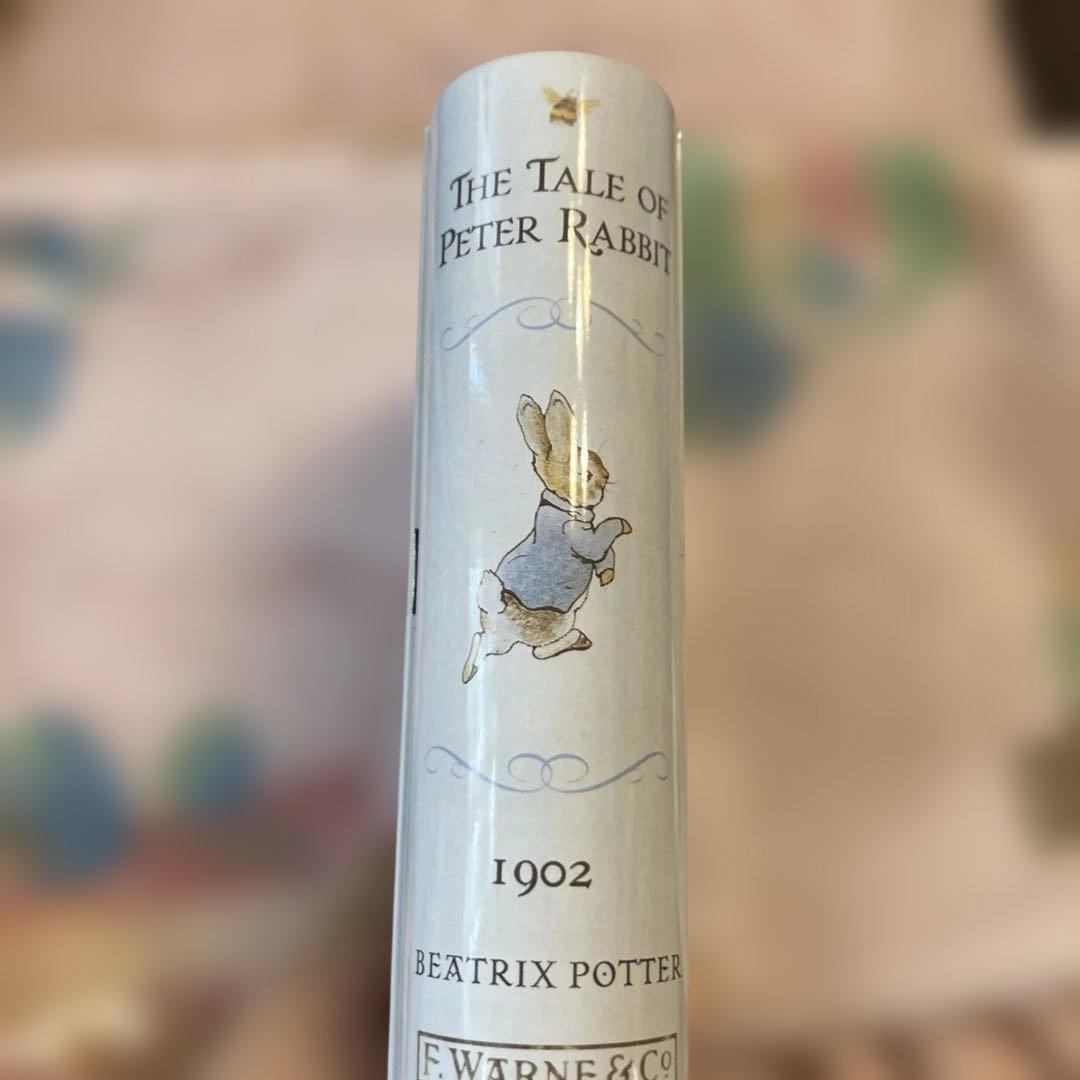 THE TALE OF
PETER RABBIT
1902
BEATRIX POTTER
F. WARNE & Cº